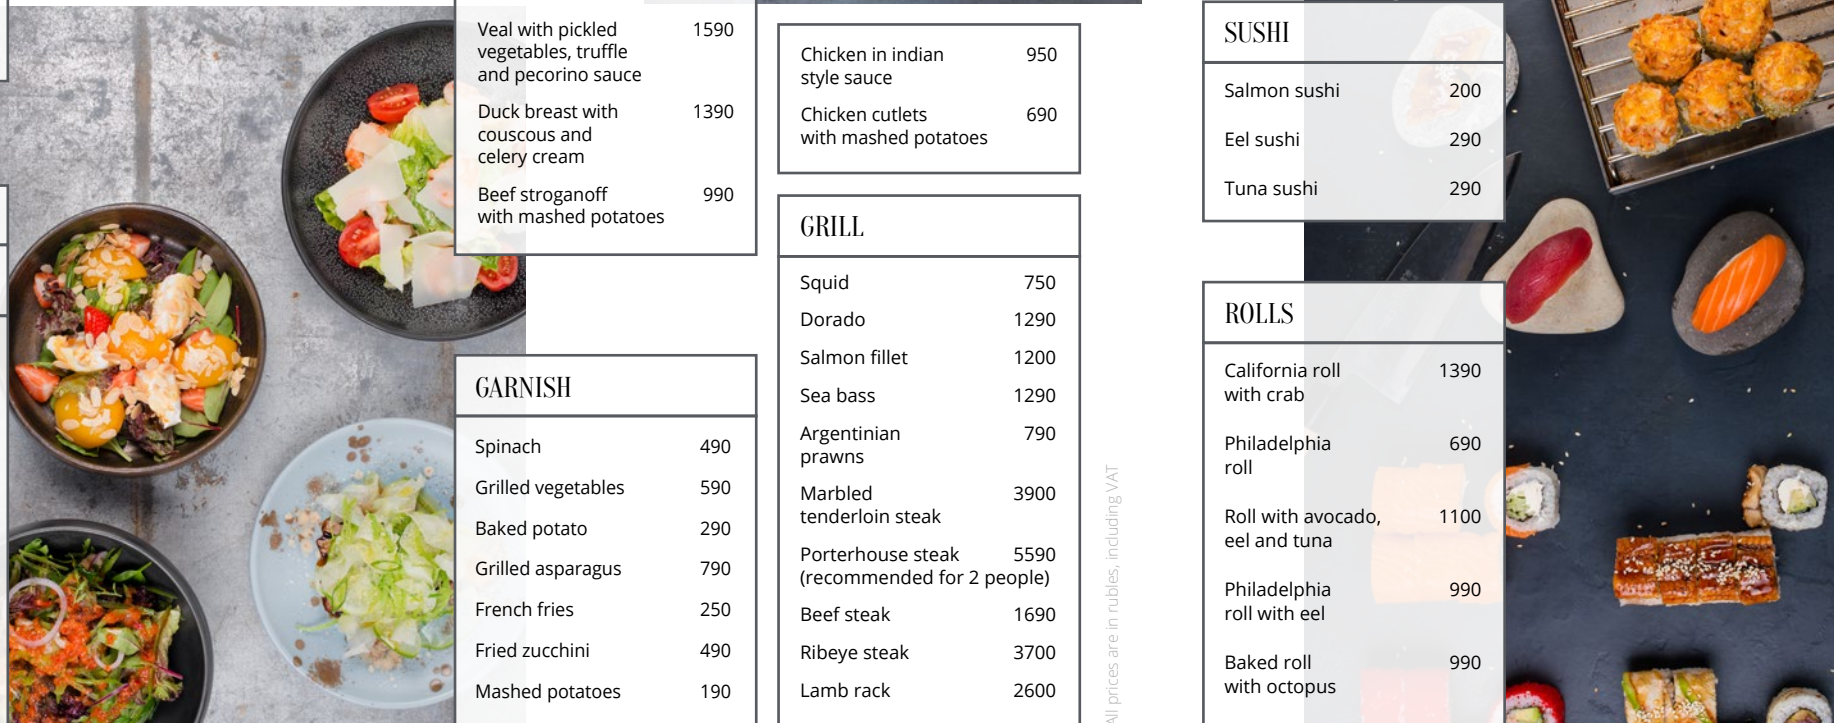 Veal with pickled 1590
vegetables, truffle
and pecorino sauce
Duck breast with 1390
couscous and
celery cream
Beef stroganoff 990
with mashed potatoes
GARNISH
Spinach 490
Grilled vegetables 590
Baked potato 290
Grilled asparagus 790
French fries 250
Fried zucchini 490
Mashed potatoes 190
Chicken in indian 950
style sauce
Chicken cutlets 690
with mashed potatoes
GRILL
Squid 750
Dorado 1290
Salmon fillet 1200
Sea bass 1290
Argentinian 790
prawns
Marbled 3900
tenderloin steak
Porterhouse steak 5590
(recommended for 2 people)
Beef steak 1690
Ribeye steak 3700
Lamb rack 2600
All prices are in rubles, including VAT
SUSHI
Salmon sushi 200
Eel sushi 290
Tuna sushi 290
ROLLS
California roll 1390
with crab
Philadelphia 690
roll
Roll with avocado, 1100
eel and tuna
Philadelphia 990
roll with eel
Baked roll 990
with octopus